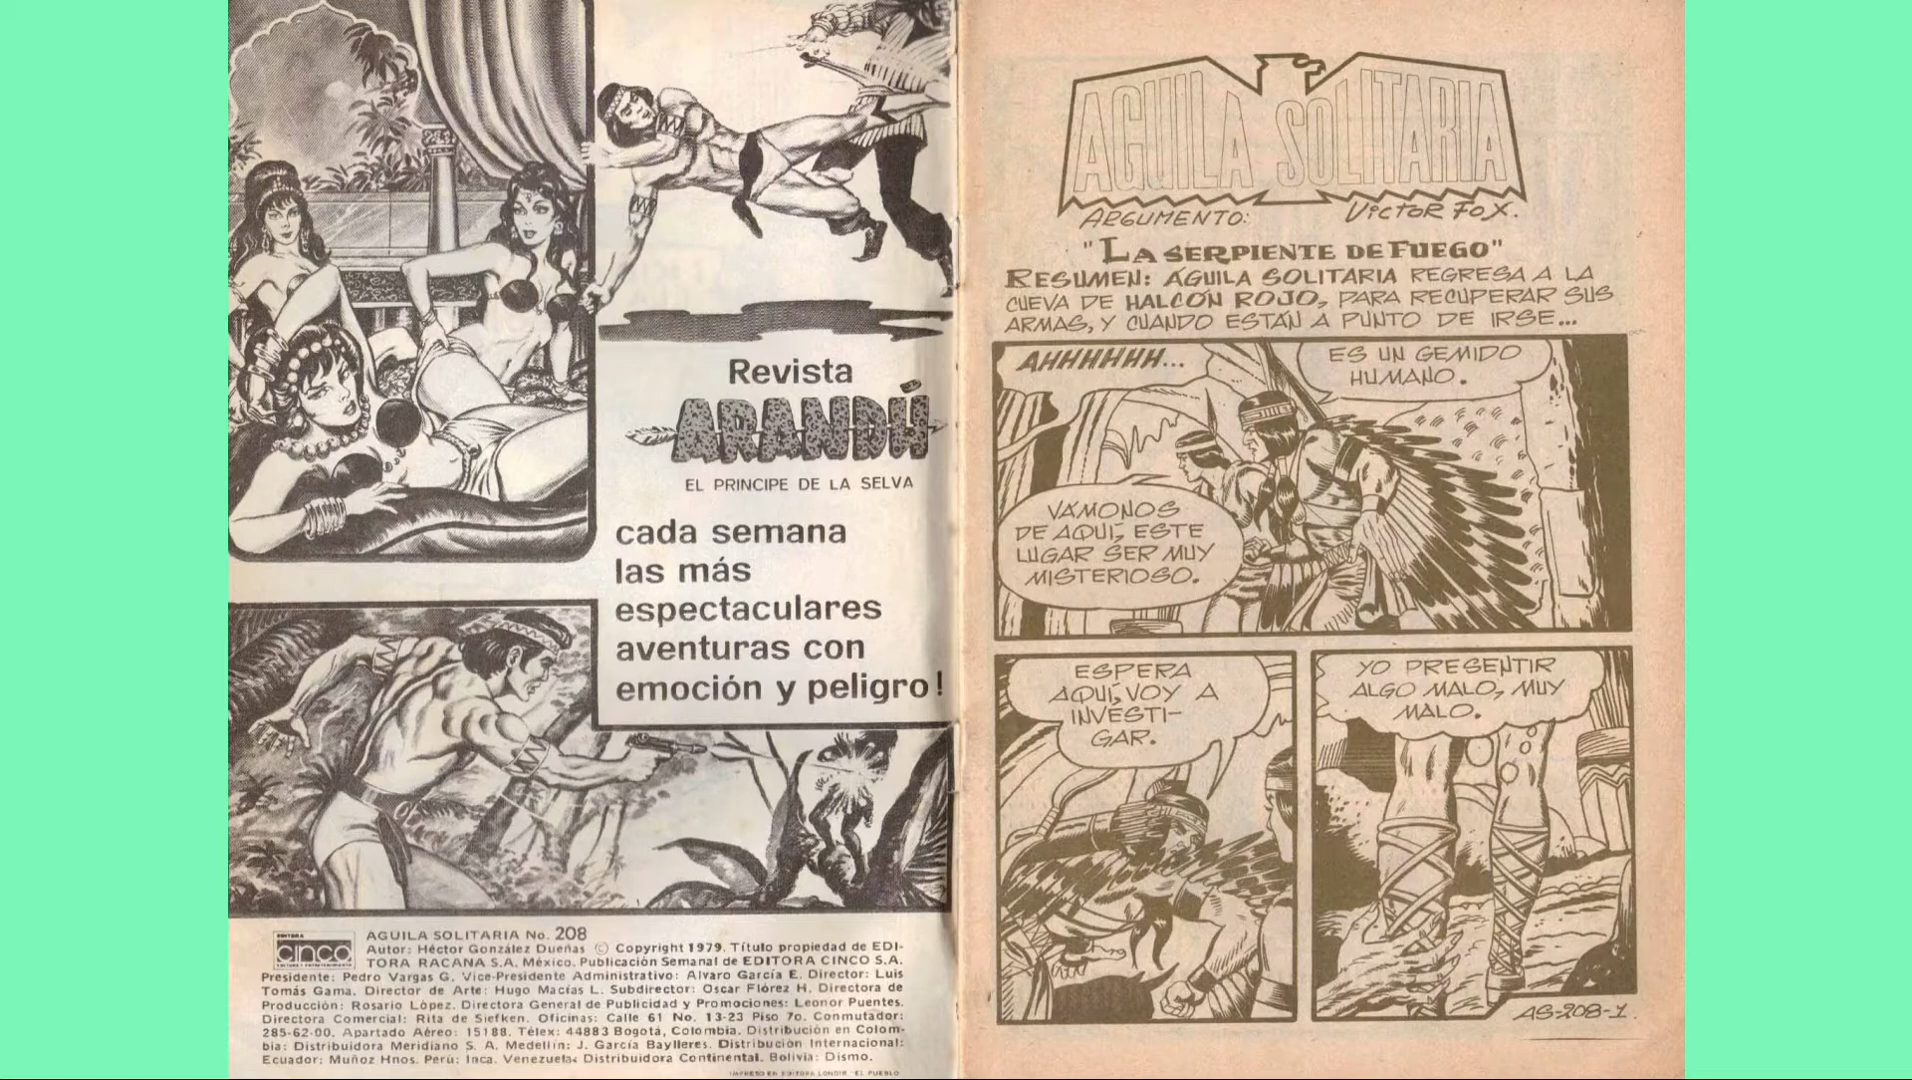 Revista
ARANDÚ
EL PRINCIPE DE LA SELVA
cada semana
las más
espectaculares
aventuras con
emoción y peligro!
EDITORA
CINCO
AGUILA SOLITARIA No. 208
Autor: Héctor González Dueñas © Copyright 1979. Título propiedad de EDI-
TORA RACANA S.A. México. Publicación Semanal de EDITORA CINCO S.A.
Presidente: Pedro Vargas G. Vice-Presidente Administrativo: Alvaro García E. Director: Luis
Tomás Gama. Director de Arte: Hugo Macías L. Subdirector: Oscar Flórez H. Directora de
Producción: Rosario López. Directora General de Publicidad y Promociones: Leonor Puentes.
Directora Comercial: Rita de Siefken. Oficinas: Calle 61 No. 13-23 Piso 7o. Conmutador:
285-62-00. Apartado Aéreo: 15188. Télex: 44883 Bogotá, Colombia. Distribución en Colom-
bia: Distribuidora Meridiano S. A. Medellín: J. García Baylleres. Distribución Internacional:
Ecuador: Muñoz Hnos. Perú: Inca. Venezuela: Distribuidora Continental. Bolivia: Dismo.
IMPRESO EN EDITORA "EL PUEBLO
AGUILA SOLITARIA
ARGUMENTO: VICTOR FOX.
"LA SERPIENTE DE FUEGO"
RESUMEN: ÁGUILA SOLITARIA REGRESA A LA
CUEVA DE HALCÓN ROJO, PARA RECUPERAR SUS
ARMAS, Y CUANDO ESTÁN A PUNTO DE IRSE...
AHHHHHH...
ES UN GEMIDO
HUMANO.
VÁMONOS
DE AQUÍ, ESTE
LUGAR SER MUY
MISTERIOSO.
ESPERA
AQUÍ, VOY A
INVESTI-
GAR.
YO PRESENTIR
ALGO MALO, MUY
MALO.
AS-208-1.